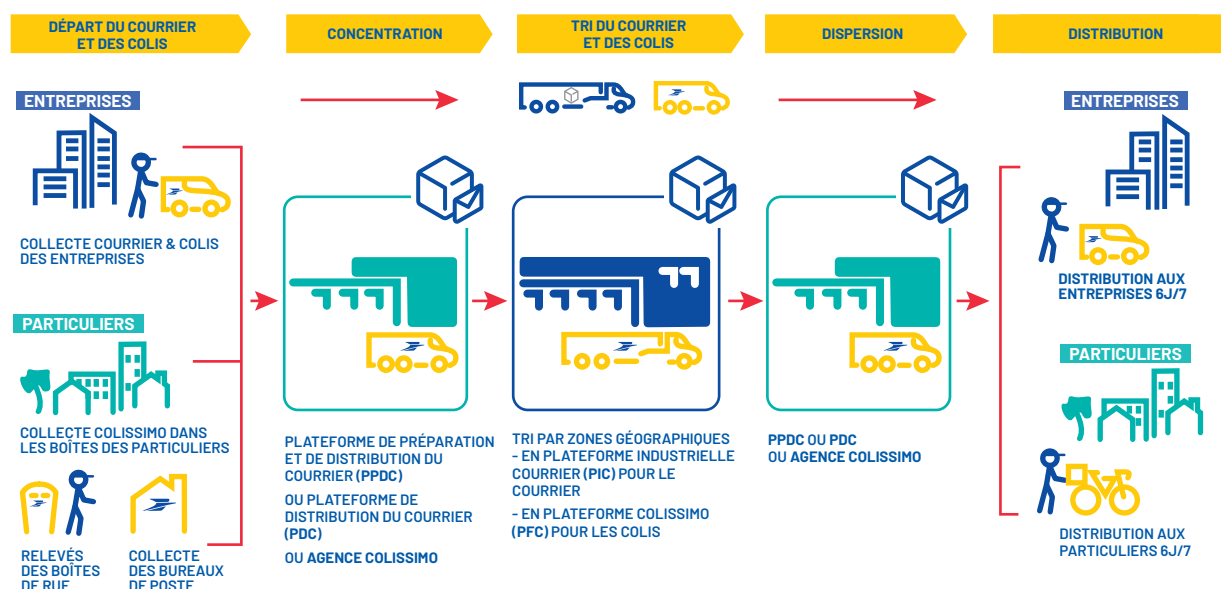 DÉPART DU COURRIER
ET DES COLIS
CONCENTRATION
TRI DU COURRIER
ET DES COLIS
DISPERSION
DISTRIBUTION
ENTREPRISES
COLLECTE COURRIER & COLIS
DES ENTREPRISES
PARTICULIERS
COLLECTE COLISSIMO DANS
LES BOÎTES DES PARTICULIERS
RELEVÉS
DES BOÎTES
DE RUE
COLLECTE
DES BUREAUX
DE POSTE
PLATEFORME DE PRÉPARATION
ET DE DISTRIBUTION DU
COURRIER (PPDC)
OU PLATEFORME DE
DISTRIBUTION DU COURRIER
(PDC)
OU AGENCE COLISSIMO
TRI PAR ZONES GÉOGRAPHIQUES
- EN PLATEFORME INDUSTRIELLE
COURRIER (PIC) POUR LE
COURRIER
- EN PLATEFORME COLISSIMO
(PFC) POUR LES COLIS
PPDC OU PDC
OU AGENCE COLISSIMO
ENTREPRISES
DISTRIBUTION AUX
ENTREPRISES 6J/7
PARTICULIERS
DISTRIBUTION AUX
PARTICULIERS 6J/7